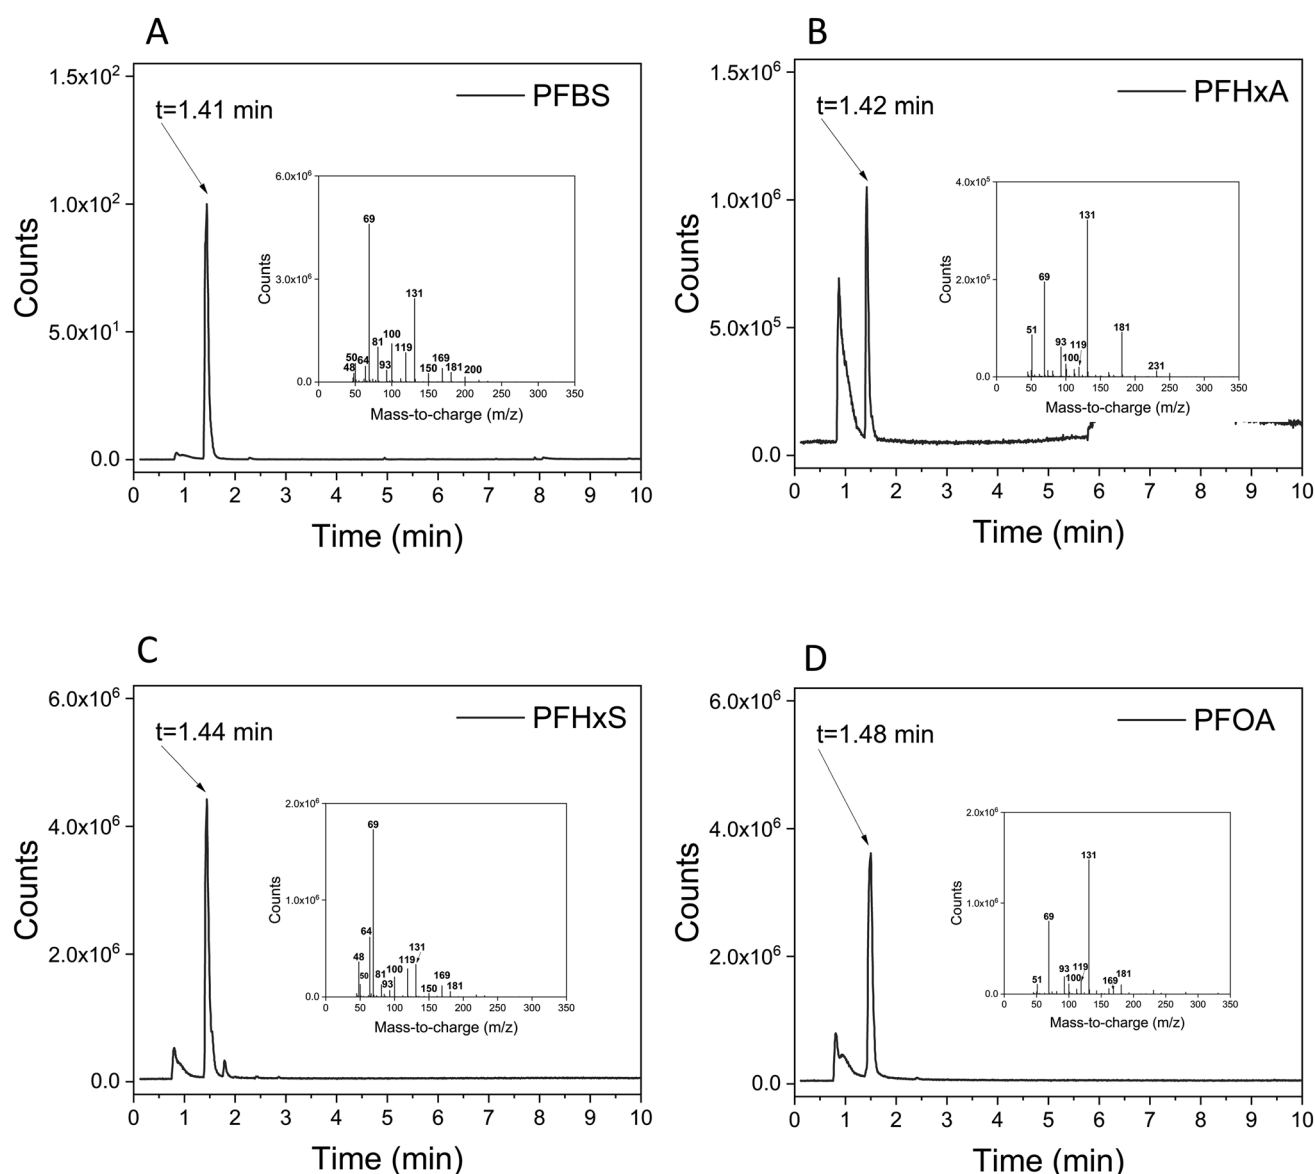 A
1.5x10²
1.0x10²
5.0x10¹
0.0
Counts
t=1.41 min
PFBS
6.0x10⁶
3.0x10⁶
0.0
Counts
48
50
64
69
81
93
100
119
131
150
169
181
200
0 50 100 150 200 250 300 350
Mass-to-charge (m/z)
0 1 2 3 4 5 6 7 8 9 10
Time (min)
B
1.5x10⁶
1.0x10⁶
5.0x10⁵
0.0
Counts
t=1.42 min
PFHxA
4.0x10⁵
2.0x10⁵
0.0
Counts
51
69
93
100
119
131
181
231
0 50 100 150 200 250 300 350
Mass-to-charge (m/z)
0 1 2 3 4 5 6 7 8 9 10
Time (min)
C
6.0x10⁶
4.0x10⁶
2.0x10⁶
0.0
Counts
t=1.44 min
PFHxS
2.0x10⁶
1.0x10⁶
0.0
Counts
48
50
64
69
81
93
100
119
131
150
169
181
0 50 100 150 200 250 300 350
Mass-to-charge (m/z)
0 1 2 3 4 5 6 7 8 9 10
Time (min)
D
6.0x10⁶
4.0x10⁶
2.0x10⁶
0.0
Counts
t=1.48 min
PFOA
2.0x10⁶
1.0x10⁶
0.0
Counts
51
69
93
100
119
131
169
181
0 50 100 150 200 250 300 350
Mass-to-charge (m/z)
0 1 2 3 4 5 6 7 8 9 10
Time (min)